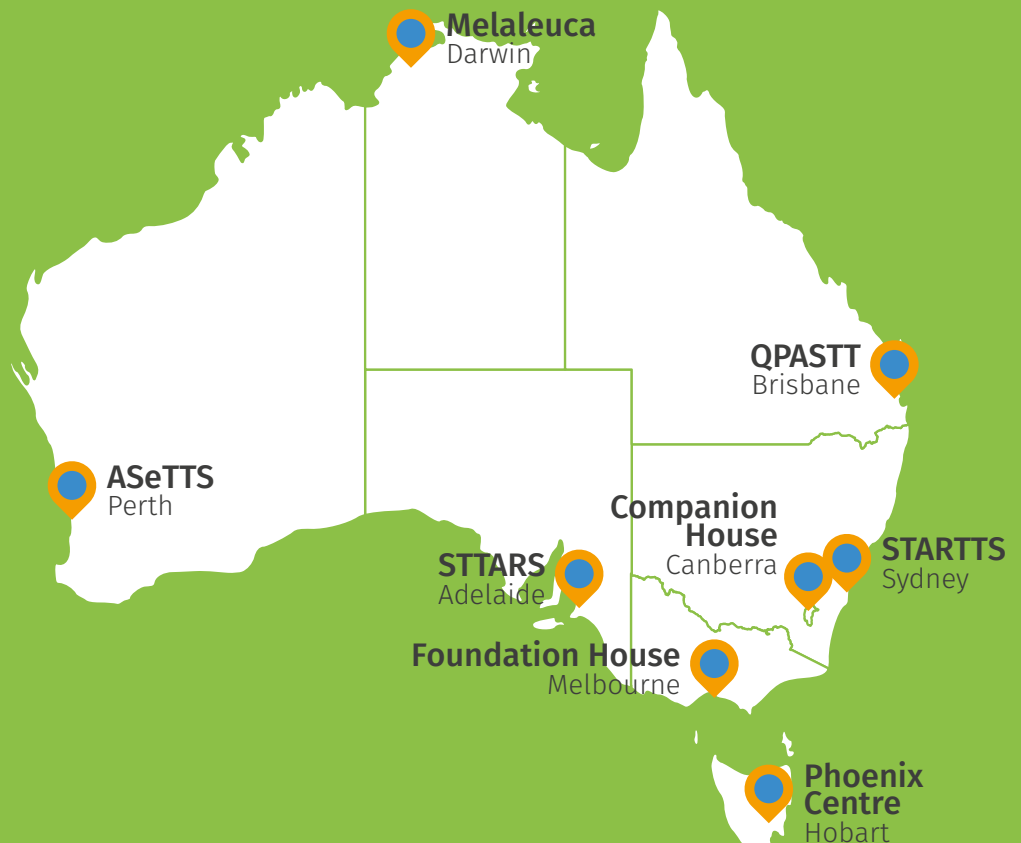 Melaleuca
Darwin
QPASTT
Brisbane
ASeTTS
Perth
Companion
House
Canberra
STARTTS
Sydney
STTARS
Adelaide
Foundation House
Melbourne
Phoenix
Centre
Hobart